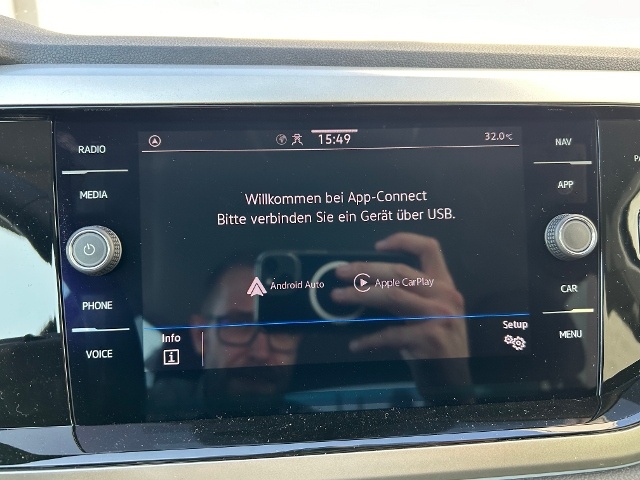 RADIO
MEDIA
PHONE
VOICE
15:49
32.0°C
Willkommen bei App-Connect
Bitte verbinden Sie ein Gerät über USB.
Android Auto
Apple CarPlay
Info
Setup
NAV
APP
CAR
MENU